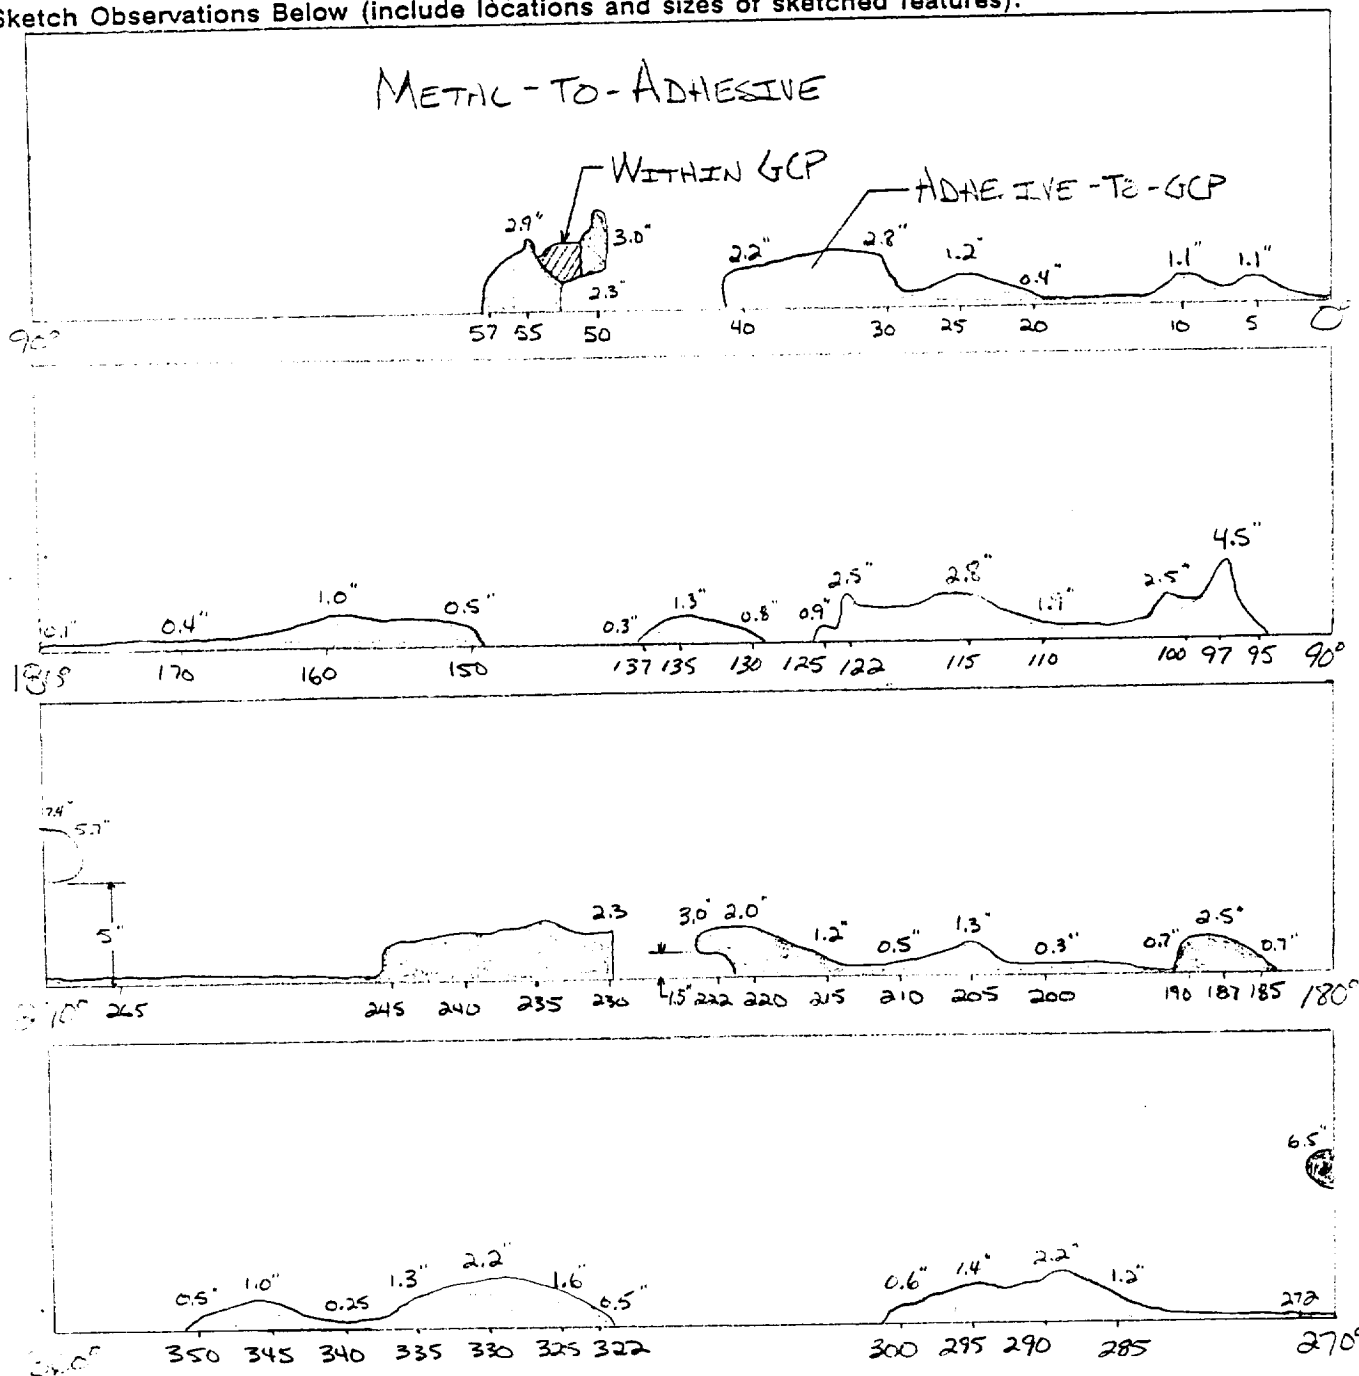 Sketch Observations Below (include locations and sizes of sketched features):
METAL-TO-ADHESIVE
WITHIN GCP
ADHE IVE-TO-GCP
2.9" 3.0" 2.3" 2.2" 2.8" 1.2" 0.4" 1.1" 1.1"
90° 57 55 50 40 30 25 20 10 5 0
4.5"
0.1" 0.4" 1.0" 0.5" 0.3" 1.3" 0.8" 0.9" 2.5" 2.8" 1.9" 2.5"
170 160 150 137 135 130 125 122 115 110 100 97 95 90°
7.4" 5.7"
5"
2.3 3.0" 2.0" 1.2" 0.5" 1.3" 0.3" 0.7" 2.5" 0.7"
1.5"
265 245 240 235 230 222 220 215 210 205 200 190 187 185 180°
6.5"
0.5" 1.0" 0.25 1.3" 2.2" 1.6" 0.5" 0.6" 1.4" 2.2" 1.2" 272
350 345 340 335 330 325 322 300 295 290 285 270°